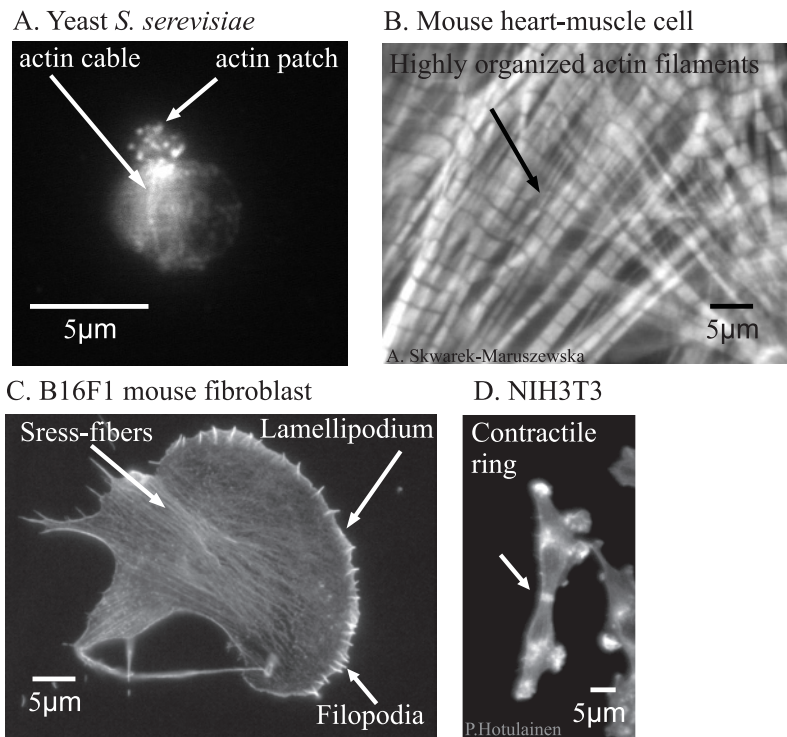 A. Yeast S. serevisiae
actin cable
actin patch
5µm
B. Mouse heart-muscle cell
Highly organized actin filaments
5µm
A. Skwarek-Maruszewska
C. B16F1 mouse fibroblast
Sress-fibers
Lamellipodium
5µm
Filopodia
D. NIH3T3
Contractile
ring
5µm
P.Hotulainen